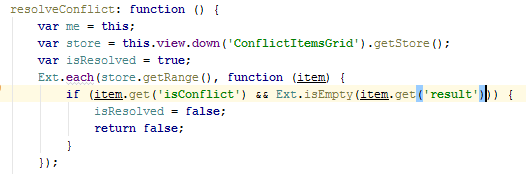 resolveConflict: function () {
var me = this;
var store = this.view.down('ConflictItemsGrid').getStore();
var isResolved = true;
Ext.each(store.getRange(), function (item) {
if (item.get('isConflict') && Ext.isEmpty(item.get('result'))) {
isResolved = false;
return false;
}
});